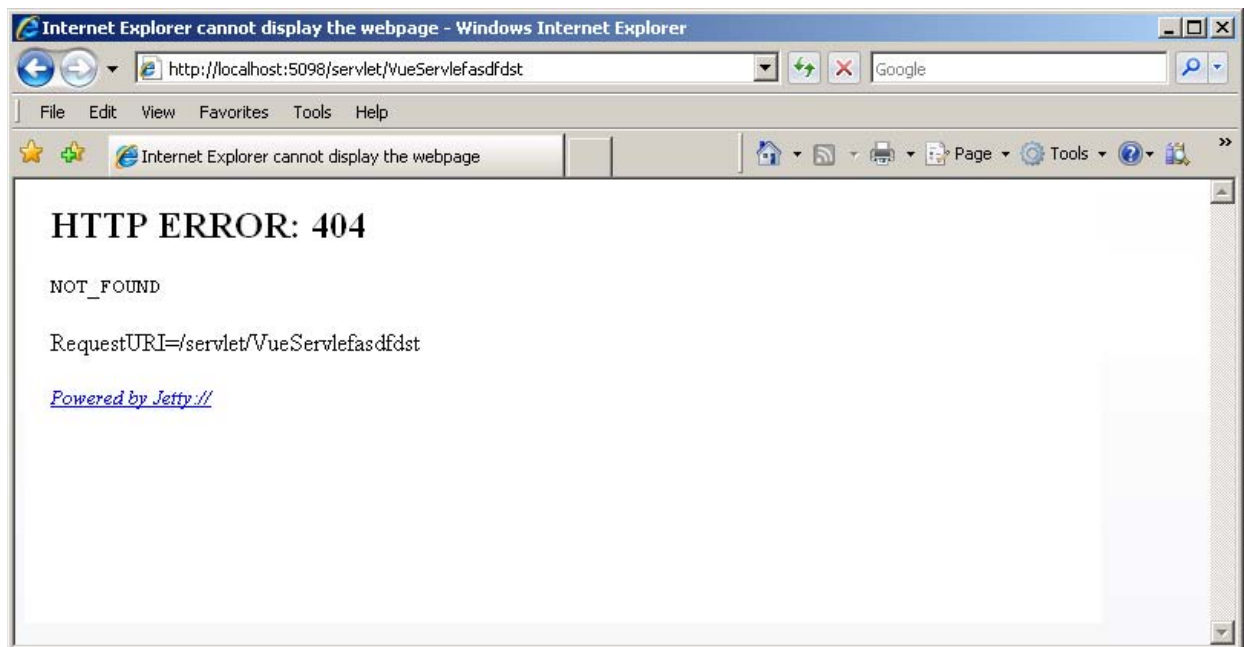 Internet Explorer cannot display the webpage - Windows Internet Explorer
http://localhost:5098/servlet/VueServlefasdfdst
Google
File Edit View Favorites Tools Help
Internet Explorer cannot display the webpage
Page Tools
HTTP ERROR: 404
NOT_FOUND
RequestURI=/servlet/VueServlefasdfdst
Powered by Jetty://